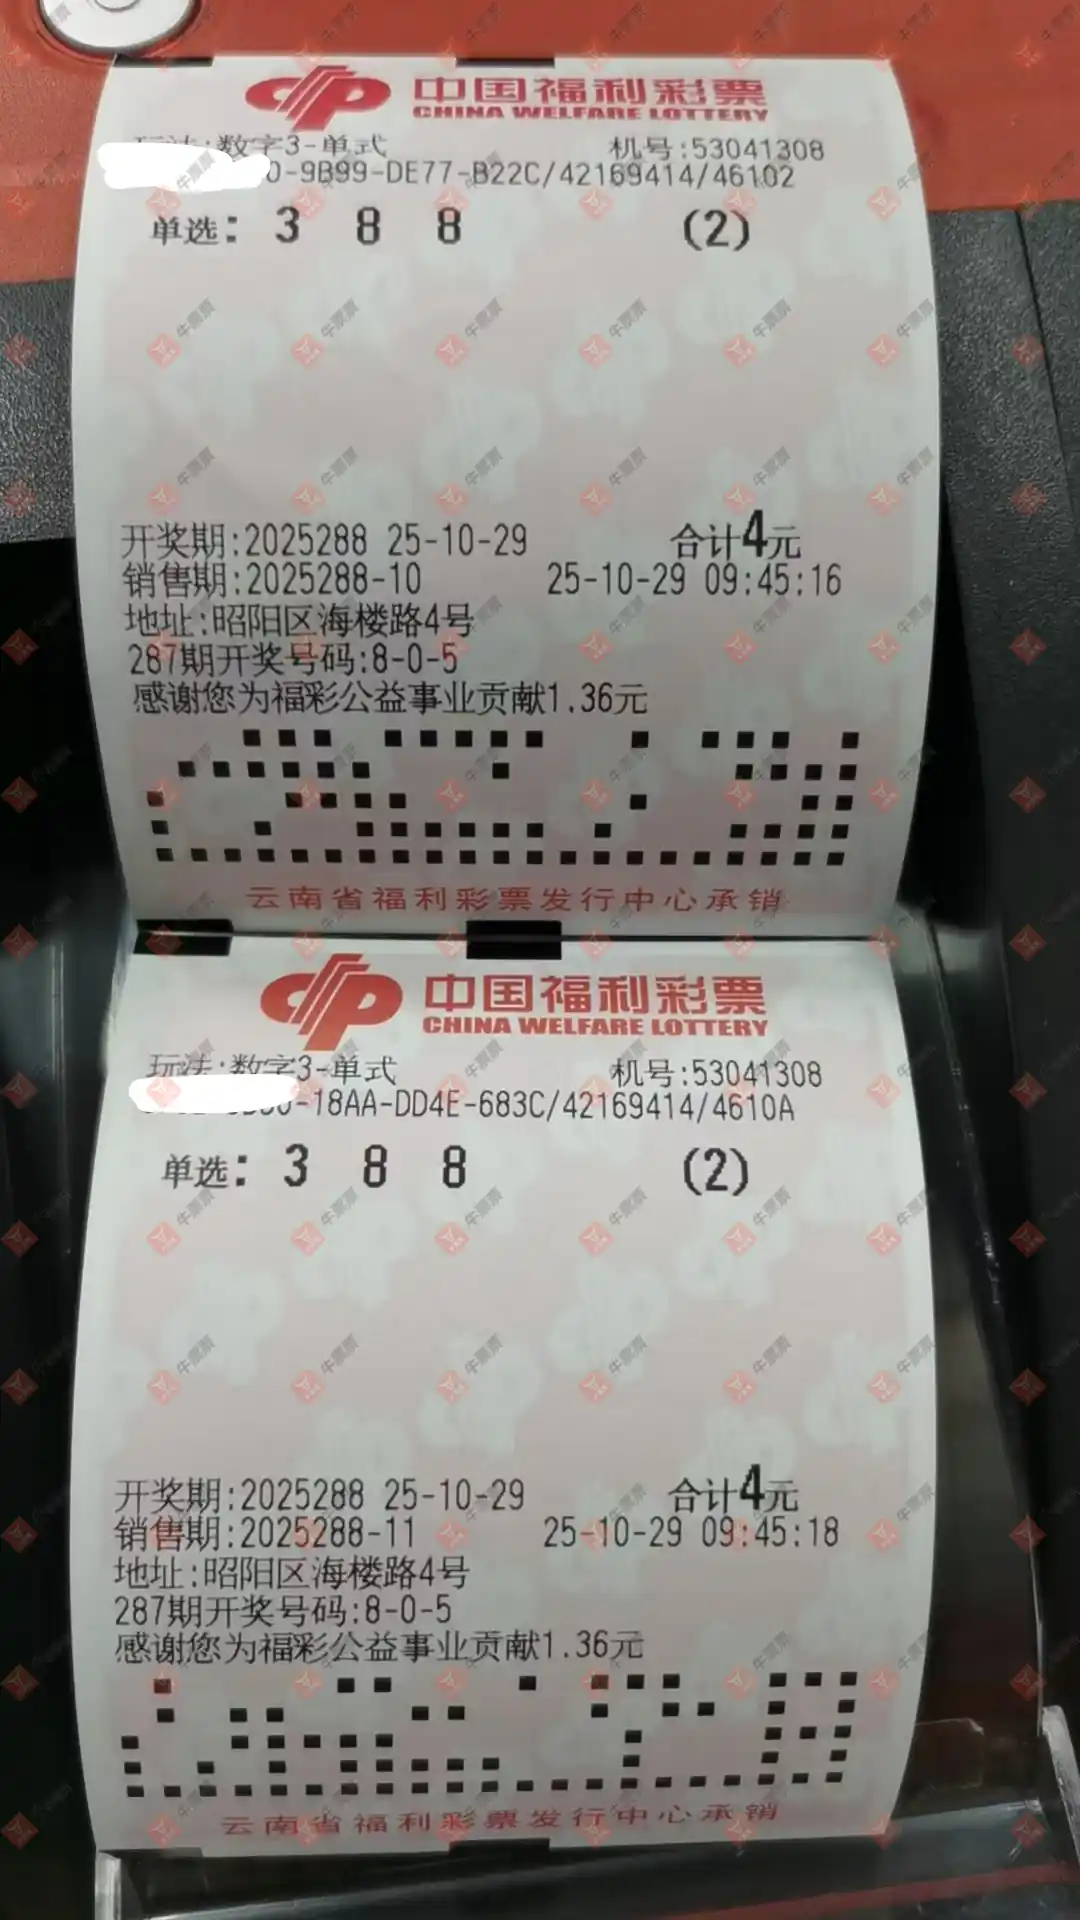 中国福利彩票
CHINA WELFARE LOTTERY
玩法:数字3-单式 机号:53041308
0-9B99-DE77-B22C/42169414/46102
单选: 3 8 8 (2)
开奖期:2025288 25-10-29 合计4元
销售期:2025288-10 25-10-29 09:45:16
地址:昭阳区海楼路4号
287期开奖号码:8-0-5
感谢您为福彩公益事业贡献1.36元
云南省福利彩票发行中心承销
中国福利彩票
CHINA WELFARE LOTTERY
玩法:数字3-单式 机号:53041308
-18AA-DD4E-683C/42169414/4610A
单选: 3 8 8 (2)
开奖期:2025288 25-10-29 合计4元
销售期:2025288-11 25-10-29 09:45:18
地址:昭阳区海楼路4号
287期开奖号码:8-0-5
感谢您为福彩公益事业贡献1.36元
云南省福利彩票发行中心承销
牛票票